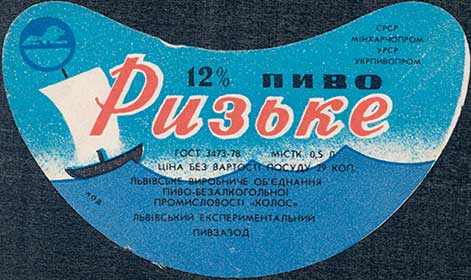 СРСР
МІНХАРЧОПРОМ
УРСР
УКРПИВОПРОМ
12% пиво
Ризьке
ГОСТ 3473-78 МІСТК. 0,5 Л
ЦІНА БЕЗ ВАРТОСТІ ПОСУДУ 29 КОП.
ЛЬВІВСЬКЕ ВИРОБНИЧЕ ОБ'ЄДНАННЯ
ПИВО-БЕЗАЛКОГОЛЬНОЇ
ПРОМИСЛОВОСТІ «КОЛОС»
ЛЬВІВСЬКИЙ ЕКСПЕРИМЕНТАЛЬНИЙ
ПИВЗАВОД